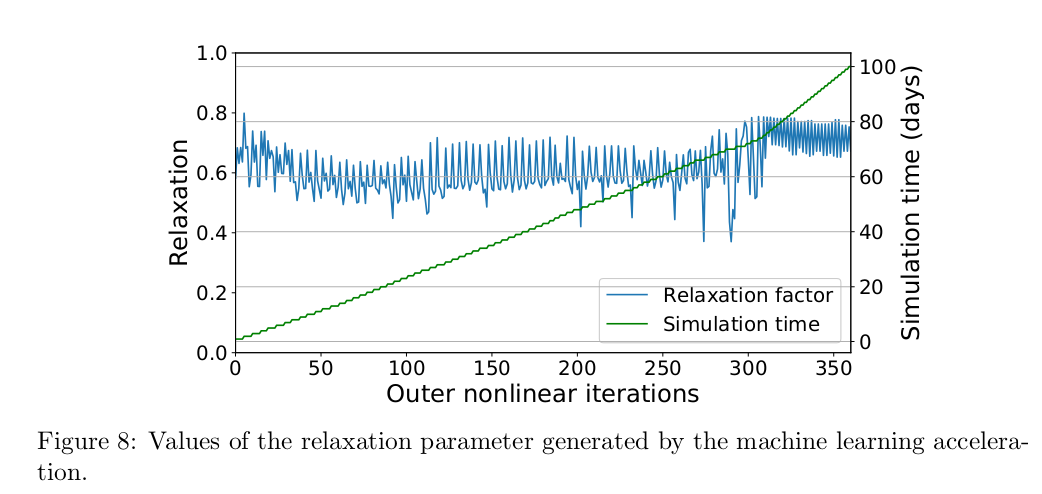 1.0
0.8
0.6
0.4
0.2
0.0
Relaxation
100
80
60
40
20
0
Simulation time (days)
Relaxation factor
Simulation time
0 50 100 150 200 250 300 350
Outer nonlinear iterations
Figure 8: Values of the relaxation parameter generated by the machine learning accelera-
tion.